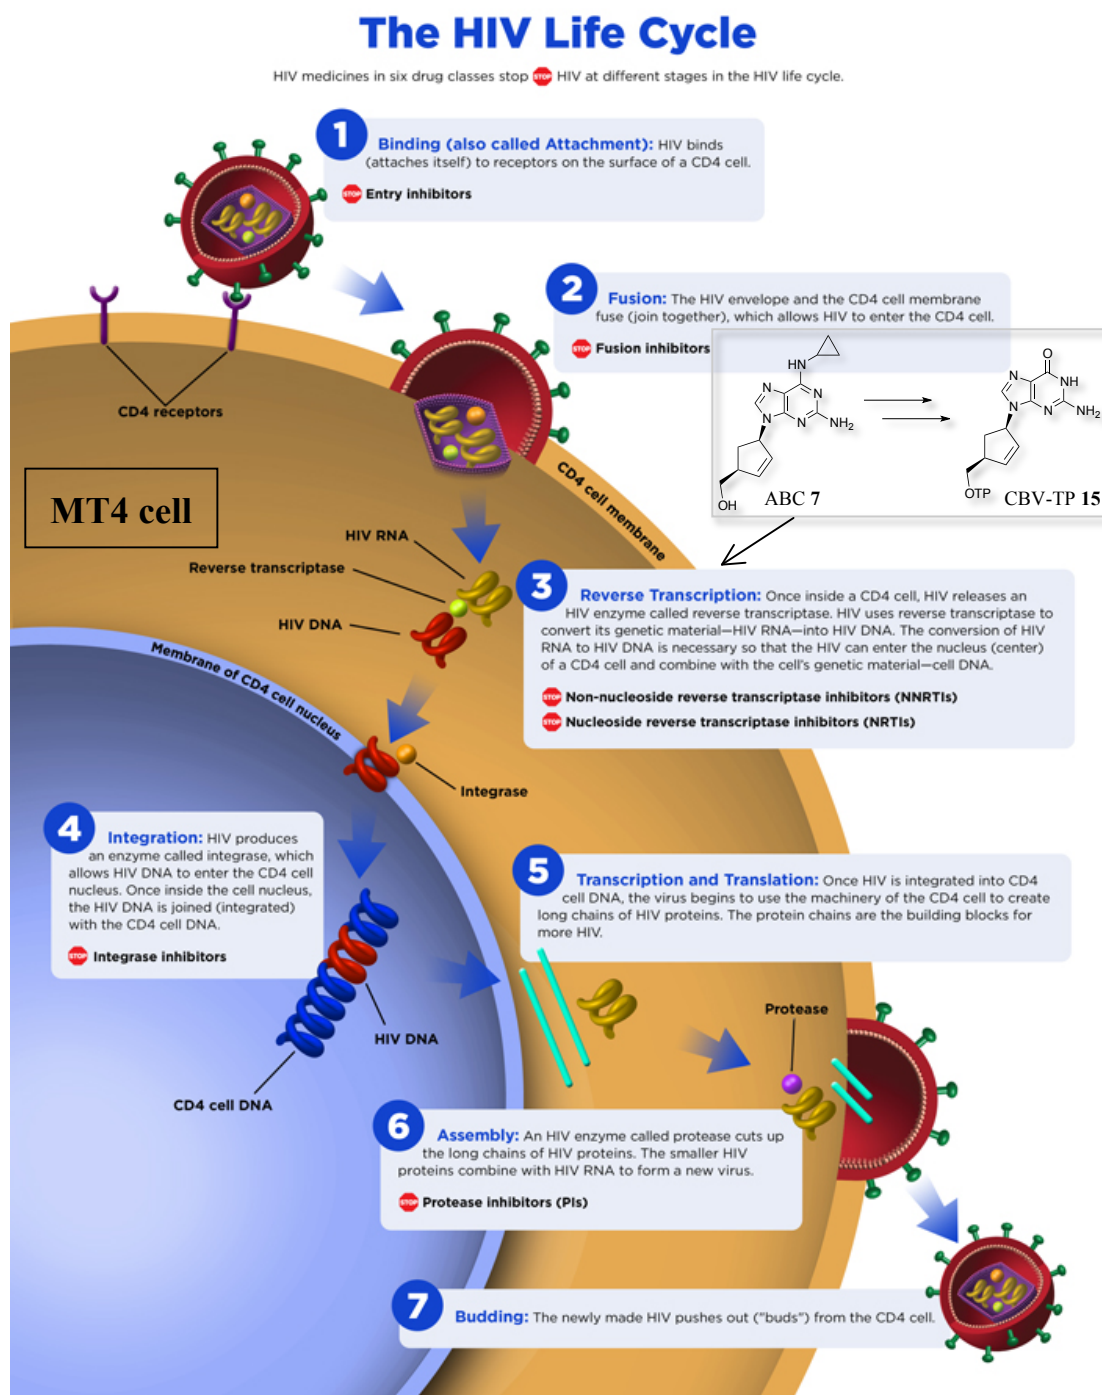 The HIV Life Cycle
HIV medicines in six drug classes stop STOP HIV at different stages in the HIV life cycle.
1
Binding (also called Attachment): HIV binds
(attaches itself) to receptors on the surface of a CD4 cell.
STOP Entry inhibitors
2
Fusion: The HIV envelope and the CD4 cell membrane
fuse (join together), which allows HIV to enter the CD4 cell.
STOP Fusion inhibitors
HN
N
N
N
N
NH2
OH
ABC 7
O
N
NH
N
N
NH2
OTP
CBV-TP 15
CD4 receptors
CD4 cell membrane
MT4 cell
HIV RNA
Reverse transcriptase
HIV DNA
3
Reverse Transcription: Once inside a CD4 cell, HIV releases an
HIV enzyme called reverse transcriptase. HIV uses reverse transcriptase to
convert its genetic material—HIV RNA—into HIV DNA. The conversion of HIV
RNA to HIV DNA is necessary so that the HIV can enter the nucleus (center)
of a CD4 cell and combine with the cell's genetic material—cell DNA.
STOP Non-nucleoside reverse transcriptase inhibitors (NNRTIs)
STOP Nucleoside reverse transcriptase inhibitors (NRTIs)
Membrane of CD4 cell nucleus
Integrase
4
Integration: HIV produces
an enzyme called integrase, which
allows HIV DNA to enter the CD4 cell
nucleus. Once inside the cell nucleus,
the HIV DNA is joined (integrated)
with the CD4 cell DNA.
STOP Integrase inhibitors
5
Transcription and Translation: Once HIV is integrated into CD4
cell DNA, the virus begins to use the machinery of the CD4 cell to create
long chains of HIV proteins. The protein chains are the building blocks for
more HIV.
Protease
HIV DNA
CD4 cell DNA
6
Assembly: An HIV enzyme called protease cuts up
the long chains of HIV proteins. The smaller HIV
proteins combine with HIV RNA to form a new virus.
STOP Protease inhibitors (PIs)
7
Budding: The newly made HIV pushes out ("buds") from the CD4 cell.